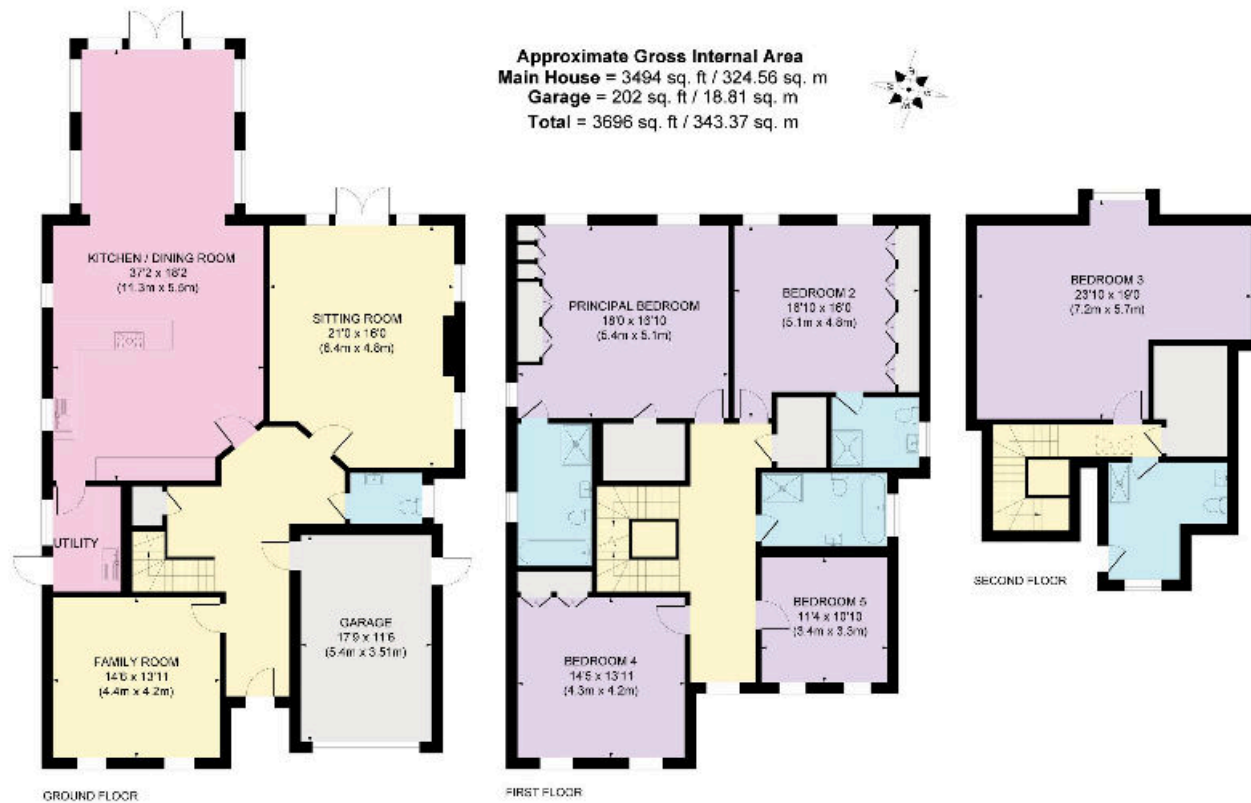 Approximate Gross Internal Area
Main House = 3494 sq. ft / 324.56 sq. m
Garage = 202 sq. ft / 18.81 sq. m
Total = 3696 sq. ft / 343.37 sq. m
KITCHEN / DINING ROOM
37'2 x 18'2
(11.3m x 5.5m)
SITTING ROOM
21'0 x 16'0
(6.4m x 4.8m)
UTILITY
FAMILY ROOM
14'6 x 13'11
(4.4m x 4.2m)
GARAGE
17'9 x 11'6
(5.4m x 3.51m)
GROUND FLOOR
PRINCIPAL BEDROOM
18'0 x 16'10
(5.4m x 5.1m)
BEDROOM 2
16'10 x 16'0
(5.1m x 4.8m)
BEDROOM 4
14'5 x 13'11
(4.3m x 4.2m)
BEDROOM 5
11'4 x 10'10
(3.4m x 3.3m)
FIRST FLOOR
BEDROOM 3
23'10 x 19'0
(7.2m x 5.7m)
SECOND FLOOR